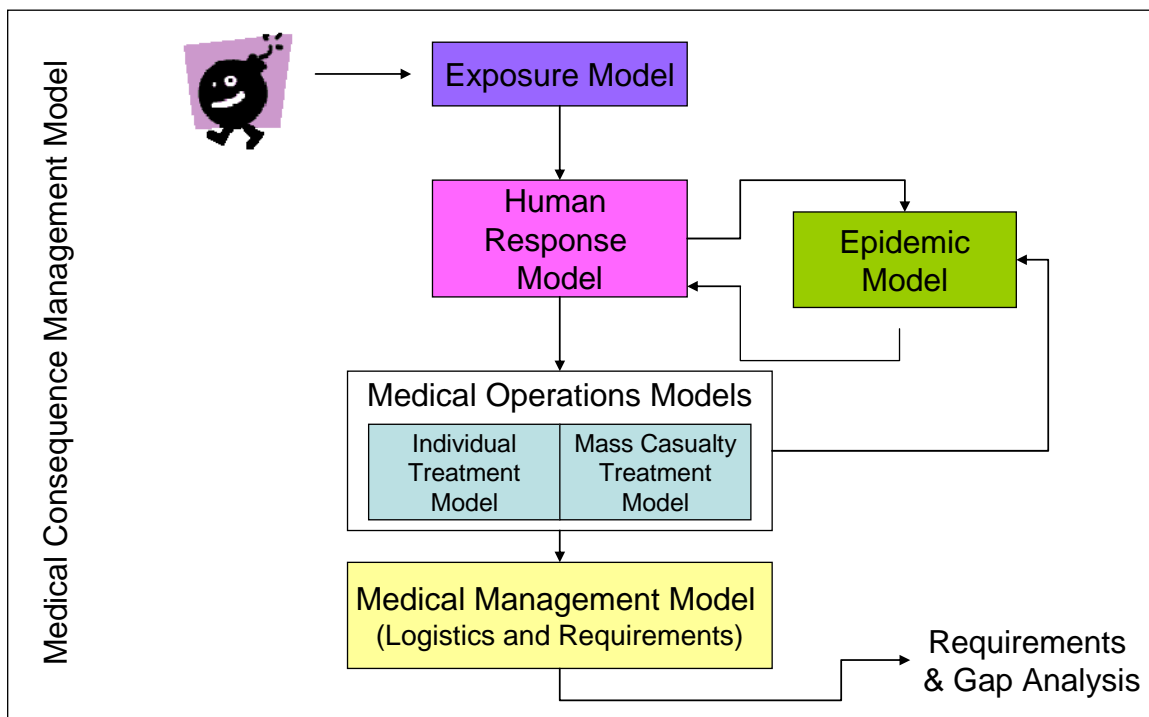 Medical Consequence Management Model
Exposure Model
Human
Response
Model
Epidemic
Model
Medical Operations Models
Individual
Treatment
Model
Mass Casualty
Treatment
Model
Medical Management Model
(Logistics and Requirements)
Requirements
& Gap Analysis